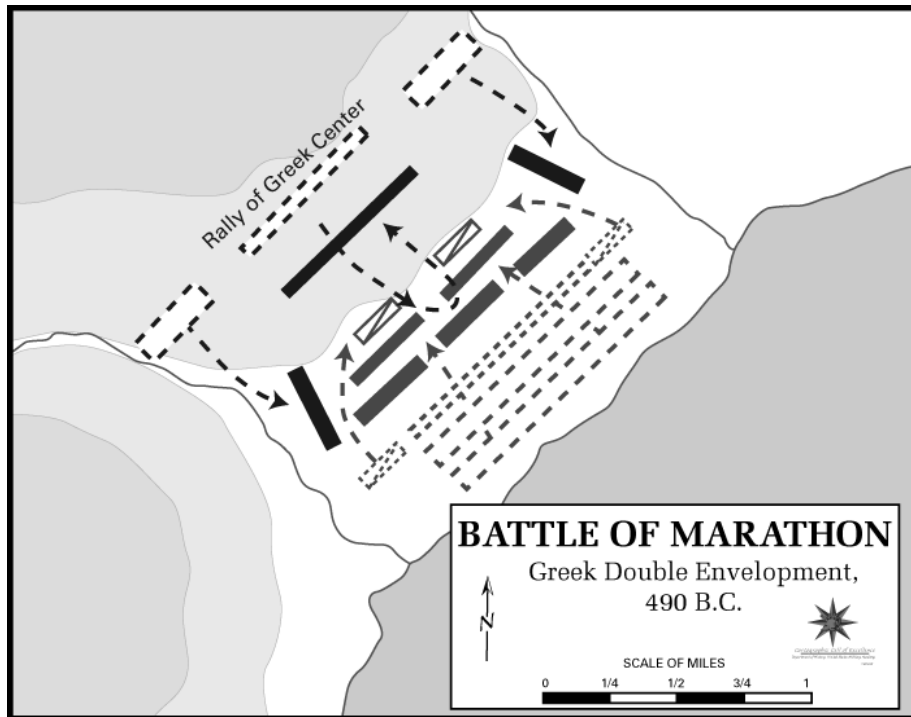 Rally of Greek Center
BATTLE OF MARATHON
Greek Double Envelopment,
490 B.C.
N
SCALE OF MILES
0 1/4 1/2 3/4 1